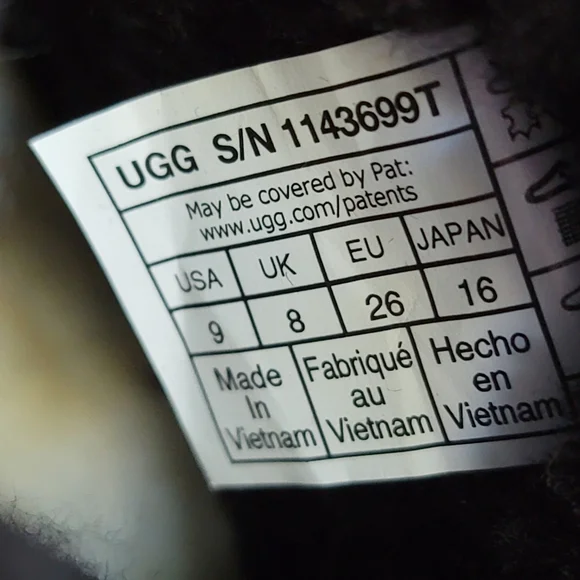 UGG S/N 1143699T
May be covered by Pat:
www.ugg.com/patents
USA UK EU JAPAN
9 8 26 16
Made In Vietnam
Fabriqué au Vietnam
Hecho en Vietnam